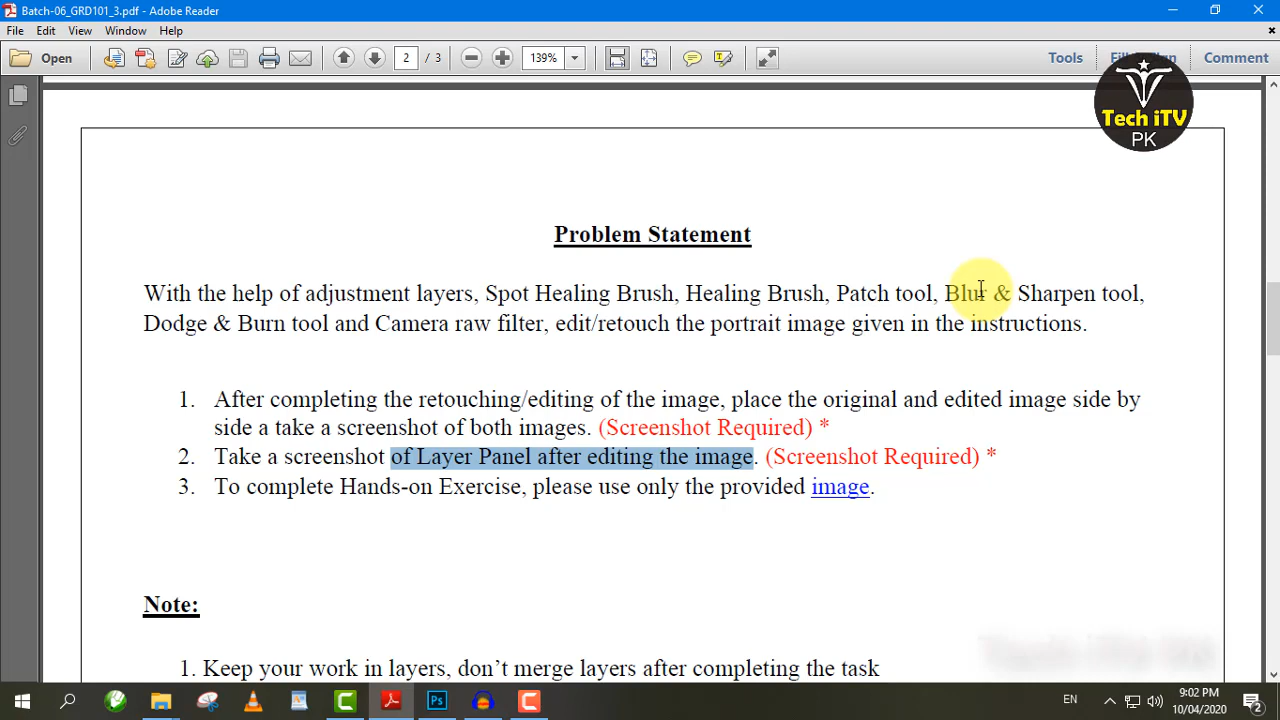 Batch-06_GRD101_3.pdf - Adobe Reader
File Edit View Window Help
Open 2 / 3 139% Tools Comment
Tech iTV
PK
Problem Statement
With the help of adjustment layers, Spot Healing Brush, Healing Brush, Patch tool, Blur & Sharpen tool,
Dodge & Burn tool and Camera raw filter, edit/retouch the portrait image given in the instructions.
1. After completing the retouching/editing of the image, place the original and edited image side by
side a take a screenshot of both images. (Screenshot Required) *
2. Take a screenshot of Layer Panel after editing the image. (Screenshot Required) *
3. To complete Hands-on Exercise, please use only the provided image.
Note:
1. Keep your work in layers, don’t merge layers after completing the task
EN 9:02 PM
10/04/2020 2